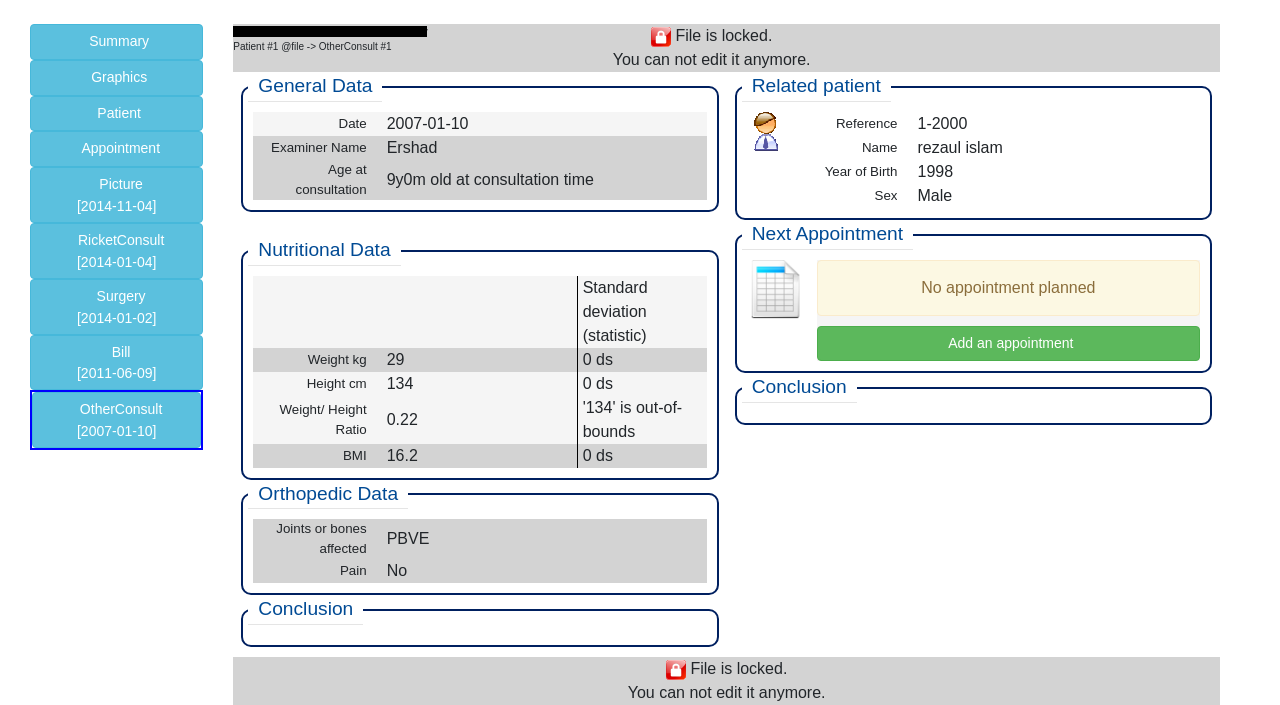 Summary
Graphics
Patient
Appointment
Picture
[2014-11-04]
RicketConsult
[2014-01-04]
Surgery
[2014-01-02]
Bill
[2011-06-09]
OtherConsult
[2007-01-10]
Patient #1 @file -> OtherConsult #1
File is locked.
You can not edit it anymore.
General Data
Date 2007-01-10
Examiner Name Ershad
Age at
consultation
9y0m old at consultation time
Nutritional Data
Standard
deviation
(statistic)
Weight kg 29 0 ds
Height cm 134 0 ds
Weight/ Height
Ratio
0.22
'134' is out-of-
bounds
BMI 16.2 0 ds
Orthopedic Data
Joints or bones
affected
PBVE
Pain No
Conclusion
Related patient
Reference 1-2000
Name rezaul islam
Year of Birth 1998
Sex Male
Next Appointment
No appointment planned
Add an appointment
Conclusion
File is locked.
You can not edit it anymore.